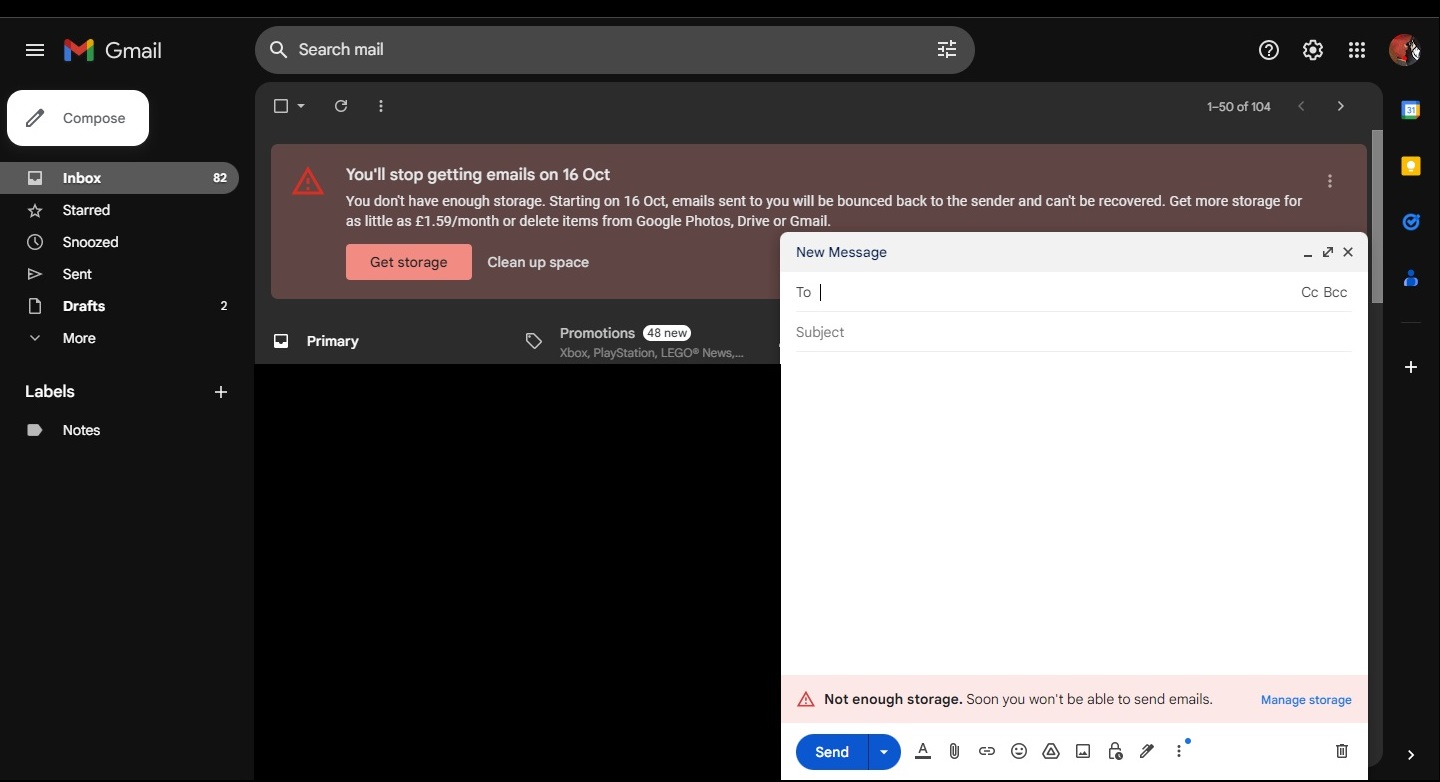 Gmail
Search mail
Compose
1–50 of 104
Inbox 82
Starred
Snoozed
Sent
Drafts 2
More
Labels
Notes
You'll stop getting emails on 16 Oct
You don't have enough storage. Starting on 16 Oct, emails sent to you will be bounced back to the sender and can't be recovered. Get more storage for
as little as £1.59/month or delete items from Google Photos, Drive or Gmail.
Get storage
Clean up space
Primary
Promotions 48 new
Xbox, PlayStation, LEGO® News,...
New Message
To
Cc Bcc
Subject
Not enough storage. Soon you won't be able to send emails.
Manage storage
Send
31